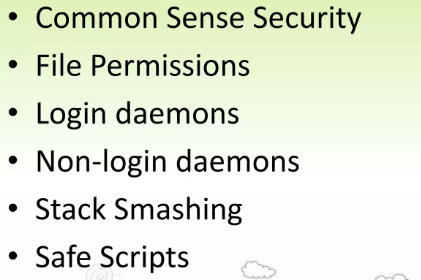 • Common Sense Security
• File Permissions
• Login daemons
• Non-login daemons
• Stack Smashing
• Safe Scripts